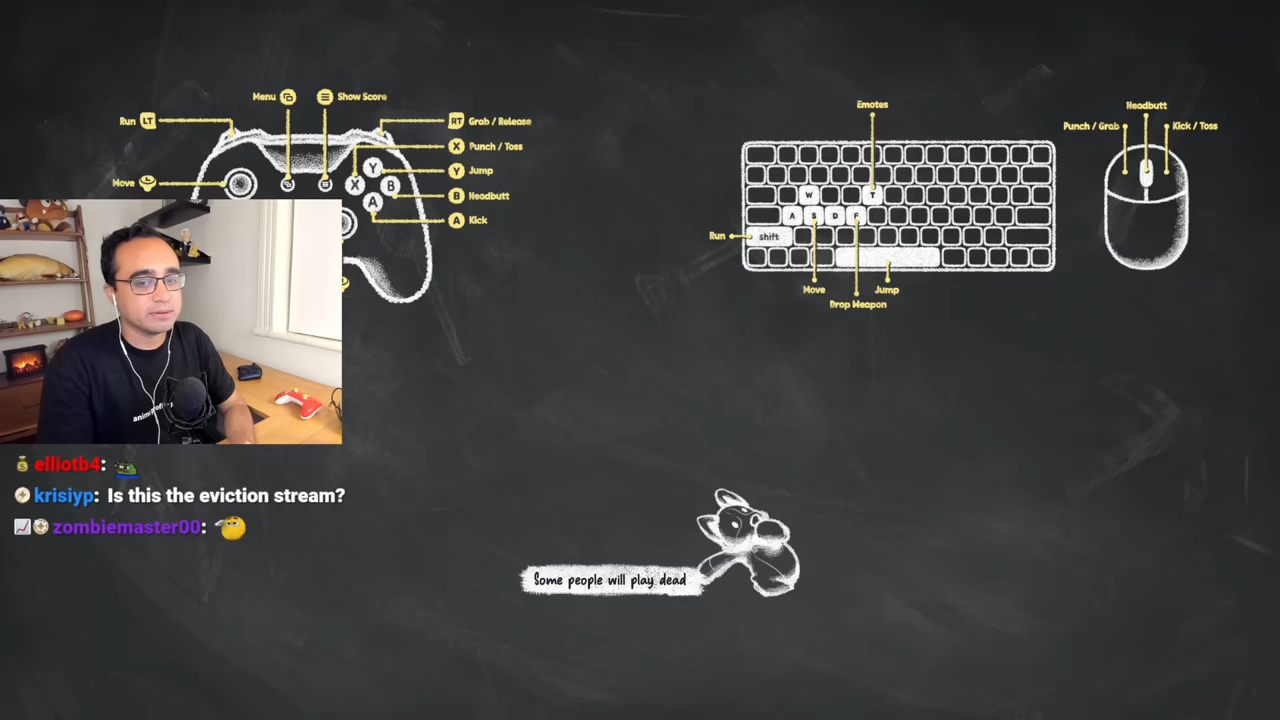 Menu
Show Score
Run LT
RT Grab / Release
X Punch / Toss
Y Jump
Move
B Headbutt
A Kick
Y
X
B
A
Emotes
Headbutt
Punch / Grab
Kick / Toss
W
T
A S D F
Run
shift
Move
Jump
Drop Weapon
elliotb4:
krisiyp: Is this the eviction stream?
zombiemaster00:
Some people will play dead